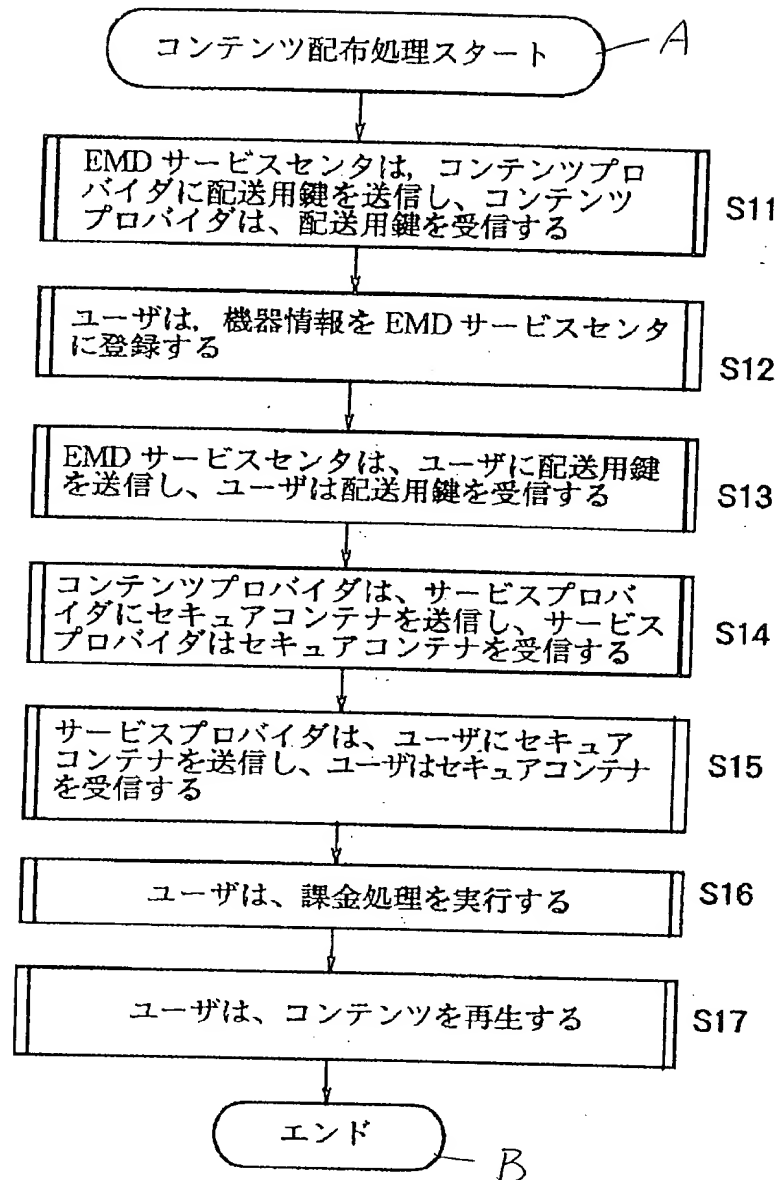 コンテンツ配布処理スタート
A
EMD サービスセンタは，コンテンツプロ
バイダに配送用鍵を送信し、コンテンツ
プロバイダは、配送用鍵を受信する
S11
ユーザは，機器情報を EMD サービスセンタ
に登録する
S12
EMD サービスセンタは、ユーザに配送用鍵
を送信し、ユーザは配送用鍵を受信する
S13
コンテンツプロバイダは、サービスプロバ
イダにセキュアコンテナを送信し、サービス
プロバイダはセキュアコンテナを受信する
S14
サービスプロバイダは、ユーザにセキュア
コンテナを送信し、ユーザはセキュアコンテナ
を受信する
S15
ユーザは、課金処理を実行する
S16
ユーザは、コンテンツを再生する
S17
エンド
B